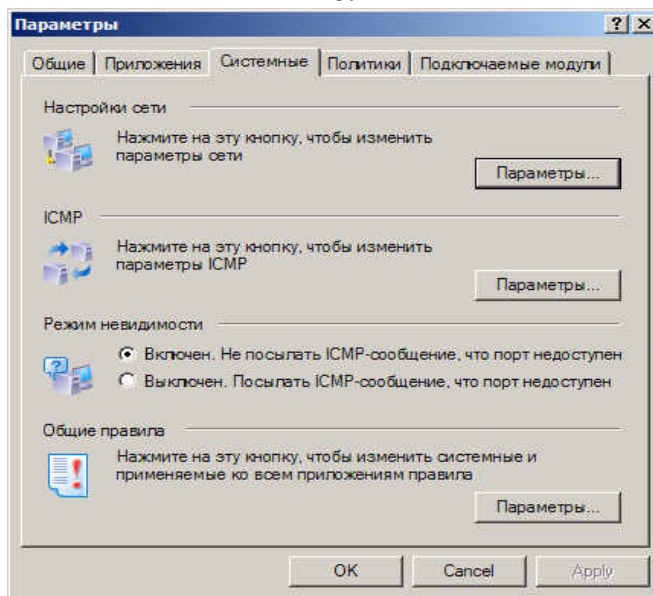 Параметры
Общие Приложения Системные Политики Подключаемые модули
Настройки сети
Нажмите на эту кнопку, чтобы изменить
параметры сети
Параметры...
ICMP
Нажмите на эту кнопку, чтобы изменить
параметры ICMP
Параметры...
Режим невидимости
Включен. Не посылать ICMP-сообщение, что порт недоступен
Выключен. Посылать ICMP-сообщение, что порт недоступен
Общие правила
Нажмите на эту кнопку, чтобы изменить системные и
применяемые ко всем приложениям правила
Параметры...
OK Cancel Apply